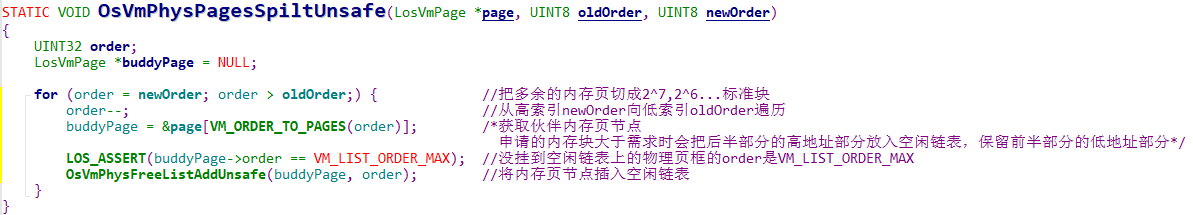 STATIC VOID OsVmPhysPagesSpiltUnsafe(LosVmPage *page, UINT8 oldOrder, UINT8 newOrder)
{
    UINT32 order;
    LosVmPage *buddyPage = NULL;
    for (order = newOrder; order > oldOrder;) { //把多余的内存页切成2^7,2^6...标准块
        order--; //从高索引newOrder向低索引oldOrder遍历
        buddyPage = &page[VM_ORDER_TO_PAGES(order)]; /*获取伙伴内存页节点
        申请的内存块大于需求时会把后半部分的高地址部分放入空闲链表，保留前半部分的低地址部分*/
        LOS_ASSERT(buddyPage->order == VM_LIST_ORDER_MAX); //没挂到空闲链表上的物理页框的order是VM_LIST_ORDER_MAX
        OsVmPhysFreeListAddUnsafe(buddyPage, order); //将内存页节点插入空闲链表
    }
}